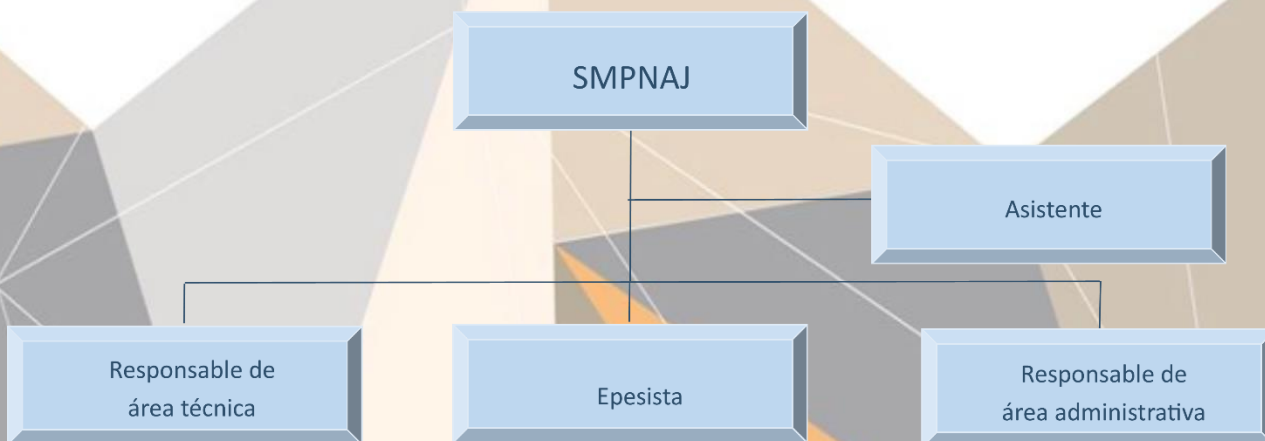 SMPNAJ
Asistente
Responsable de
área técnica
Epesista
Responsable de
área administrativa